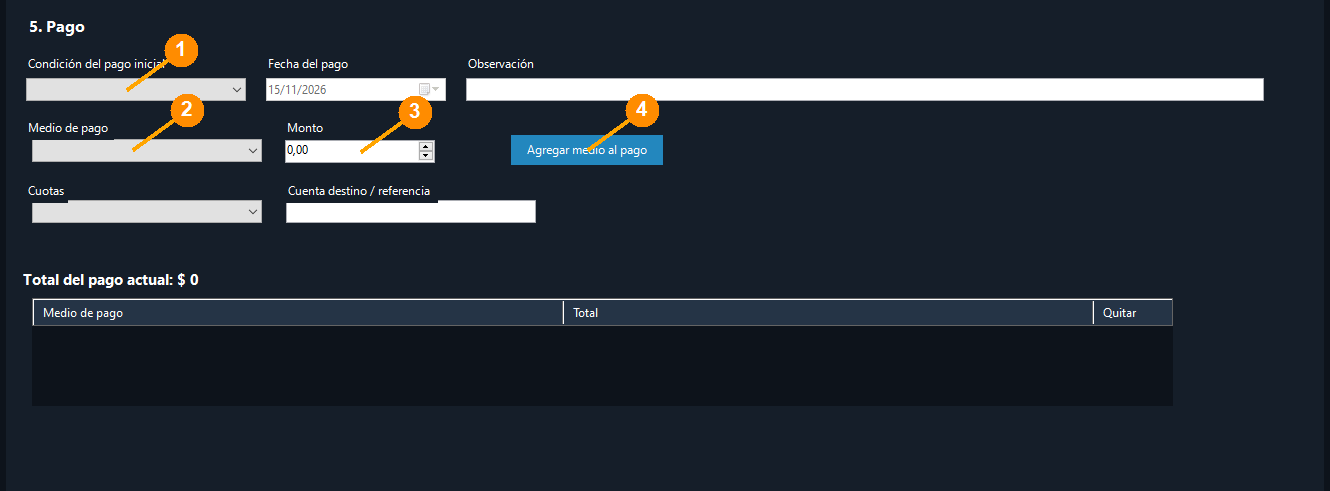 5. Pago
1
Condición del pago inicial
Fecha del pago
Observación
15/11/2026
2
3
4
Medio de pago
Monto
0,00
Agregar medio al pago
Cuotas
Cuenta destino / referencia
Total del pago actual: $ 0
Medio de pago
Total
Quitar